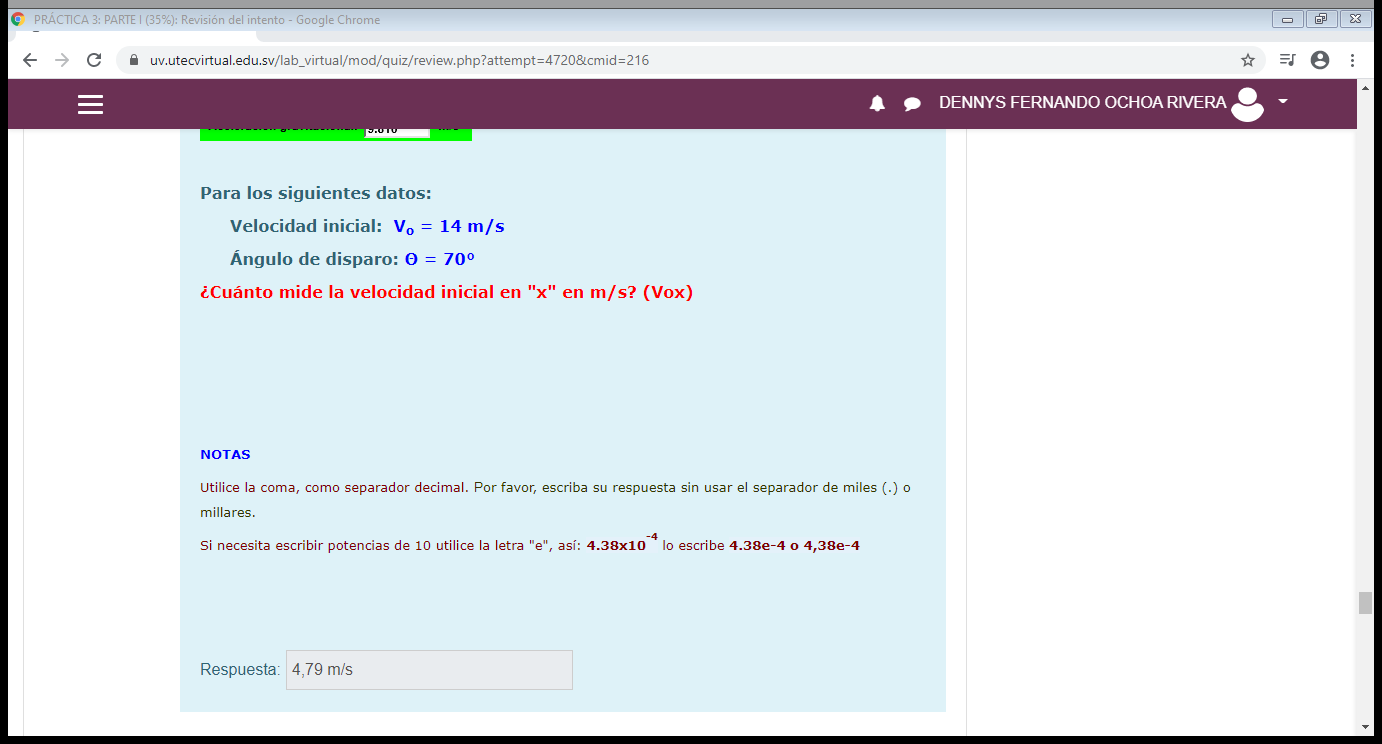 PRÁCTICA 3: PARTE I (35%): Revisión del intento - Google Chrome
uv.utecvirtual.edu.sv/lab_virtual/mod/quiz/review.php?attempt=4720&cmid=216
DENNYS FERNANDO OCHOA RIVERA
Para los siguientes datos:
Velocidad inicial: Vo = 14 m/s
Ángulo de disparo: Θ = 70º
¿Cuánto mide la velocidad inicial en "x" en m/s? (Vox)
NOTAS
Utilice la coma, como separador decimal. Por favor, escriba su respuesta sin usar el separador de miles (.) o
millares.
Si necesita escribir potencias de 10 utilice la letra "e", así: 4.38x10-4 lo escribe 4.38e-4 o 4,38e-4
Respuesta: 4,79 m/s